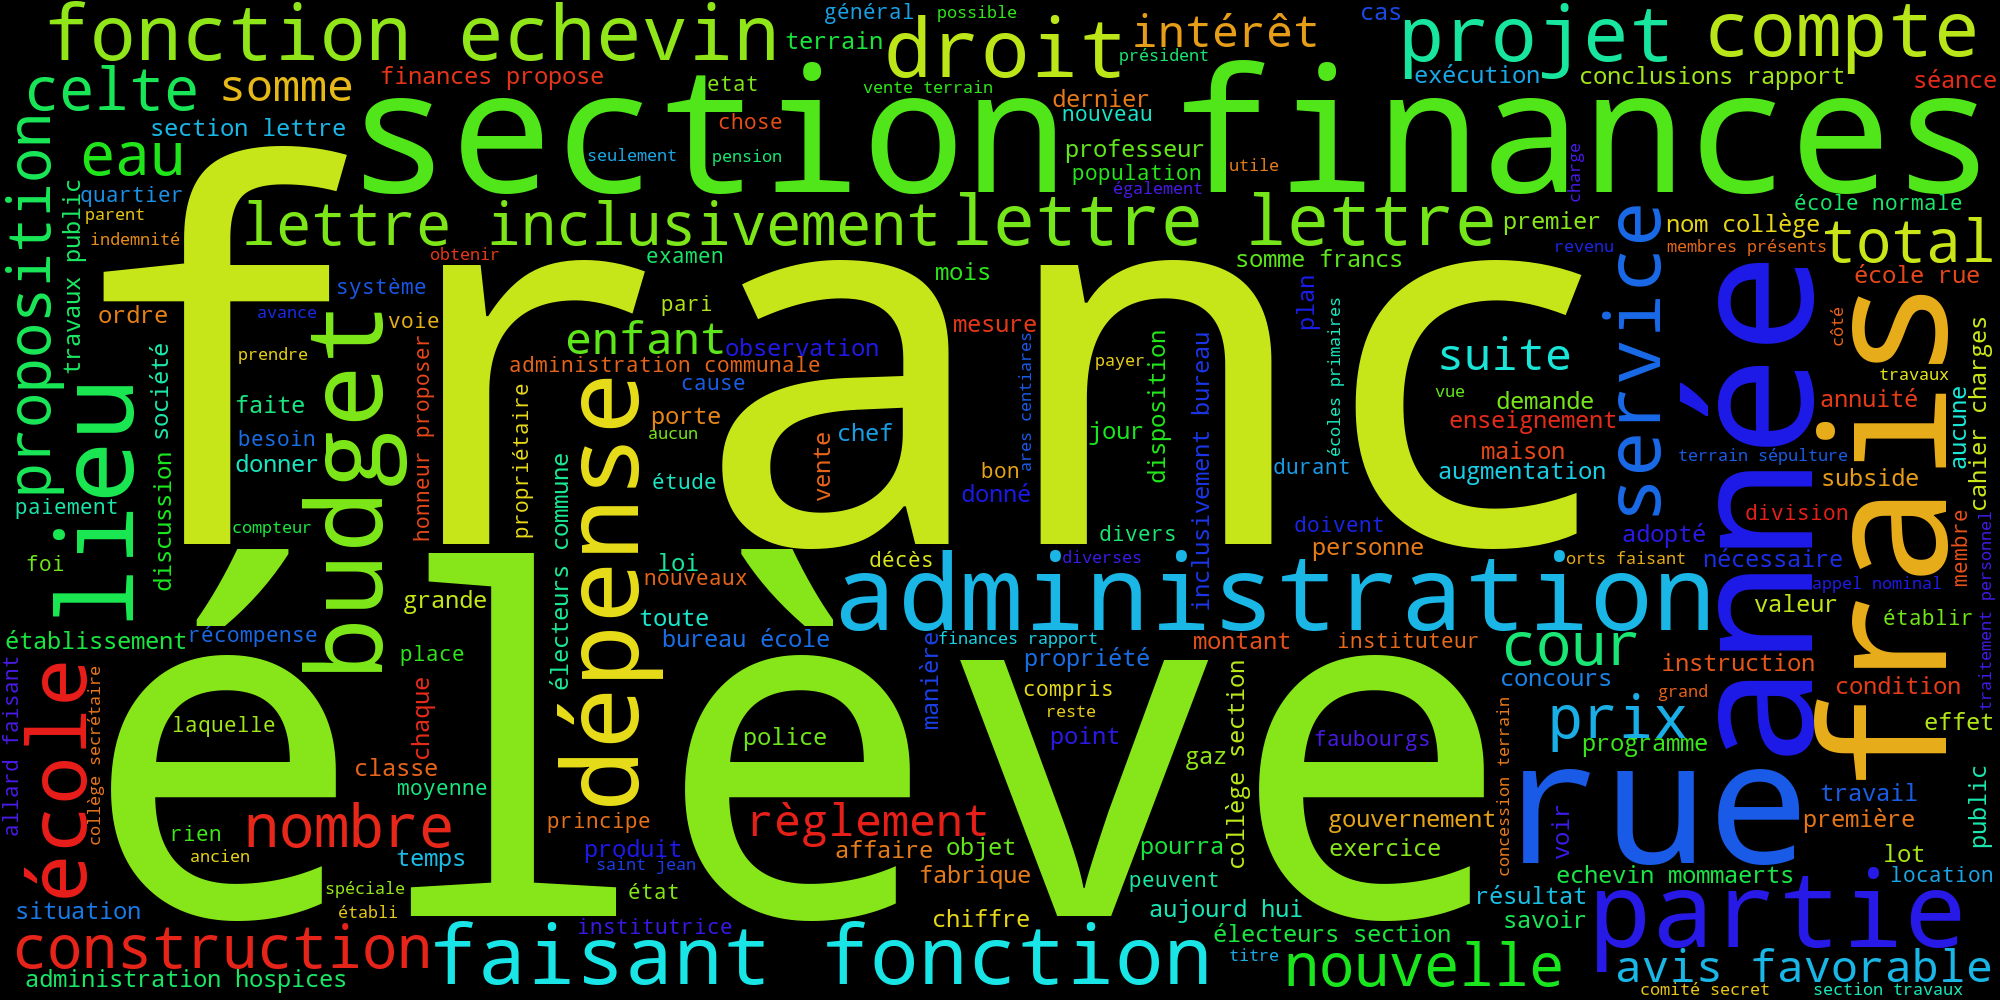 fonction echevin
général
possible
droit
intérêt
cas
projet
compte
terrain
président
celte
somme
finances propose
etat
vente terrain
exécution
conclusions rapport
séance
section finances
dernier
nouveau
section lettre
chose
eau
seulement
pension
professeur
population
également
utile
charge
proposition
travaux public
quartier
parent
indemnité
lettre inclusivement
lettre lettre
premier
service
nom collège
école normale
revenu
membres présents
total
obtenir
examen
mois
somme francs
école rue
franc
système
avance
ordre
voie
budget
prendre
pari
enfant
observation
administration communale
cause
mesure
plan
écoles primaires
payer
ares centiares
disposition
inclusivement bureau
suite
vue
demande
enseignement
maison
augmentation
année
frais
côté
travaux
annuité
aucune
cahier charges
lieu
discussion société
faite
besoin
donner
honneur proposer
propriétaire
dépense
porte
aucun
chef
vente
étude
jour
bon
donné
durant
terrain sépulture
subside
paiement
compteur
électeurs commune
divers
doivent
personne
adopté
division
membre
traitement personnel
foi
loi
nouveaux
décès
diverses
orts faisant
nécessaire
appel nominal
élève
grande
toute
administration
valeur
établir
établissement
récompense
bureau école
finances rapport
manière
montant
instituteur
cour
place
propriété
instruction
école
allard faisant
collège secrétaire
chaque
compris
collège section
concours
grand
condition
laquelle
reste
prix
effet
police
point
faubourgs
programme
gaz
concession terrain
classe
moyenne
rue
travail
public
nombre
rien
ancien
temps
principe
règlement
produit
saint jean
affaire
objet
pourra
gouvernement
exercice
voir
première
lot
fabrique
peuvent
echevin mommaerts
location
spéciale
établi
état
résultat
partie
situation
institutrice
chiffre
aujourd hui
savoir
construction
faisant fonction
électeurs section
titre
nouvelle
avis favorable
administration hospices
comité secret
section travaux